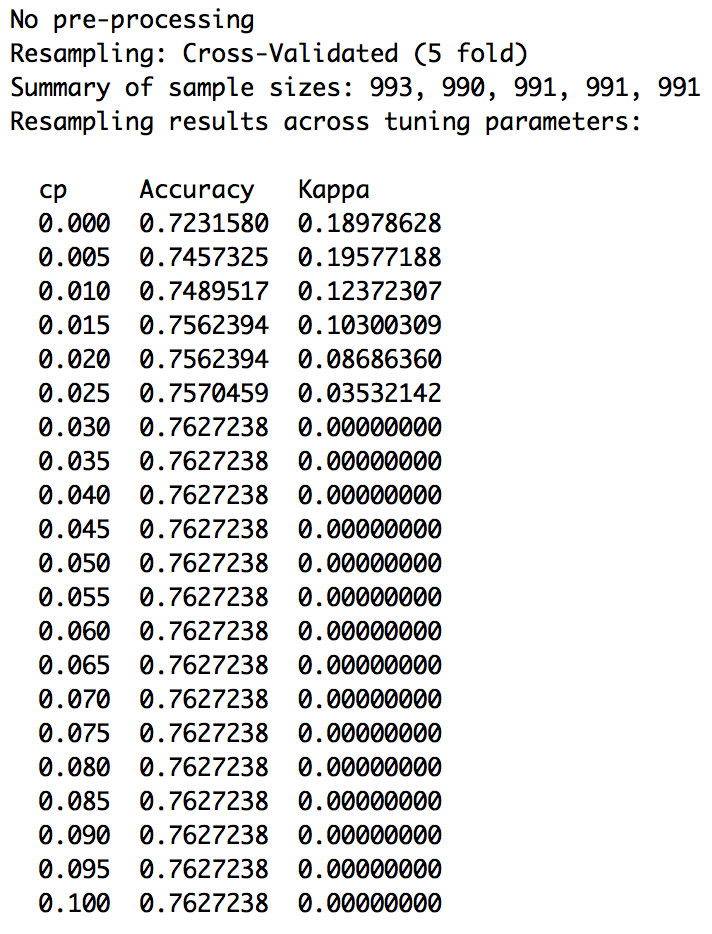 No pre-processing
Resampling: Cross-Validated (5 fold)
Summary of sample sizes: 993, 990, 991, 991, 991
Resampling results across tuning parameters:

  cp     Accuracy   Kappa
  0.000  0.7231580  0.18978628
  0.005  0.7457325  0.19577188
  0.010  0.7489517  0.12372307
  0.015  0.7562394  0.10300309
  0.020  0.7562394  0.08686360
  0.025  0.7570459  0.03532142
  0.030  0.7627238  0.00000000
  0.035  0.7627238  0.00000000
  0.040  0.7627238  0.00000000
  0.045  0.7627238  0.00000000
  0.050  0.7627238  0.00000000
  0.055  0.7627238  0.00000000
  0.060  0.7627238  0.00000000
  0.065  0.7627238  0.00000000
  0.070  0.7627238  0.00000000
  0.075  0.7627238  0.00000000
  0.080  0.7627238  0.00000000
  0.085  0.7627238  0.00000000
  0.090  0.7627238  0.00000000
  0.095  0.7627238  0.00000000
  0.100  0.7627238  0.00000000